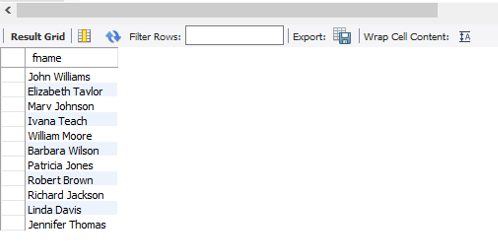 Result Grid Filter Rows: Export: Wrap Cell Content:
fname
John Williams
Elizabeth Taylor
Mary Johnson
Ivana Teach
William Moore
Barbara Wilson
Patricia Jones
Robert Brown
Richard Jackson
Linda Davis
Jennifer Thomas